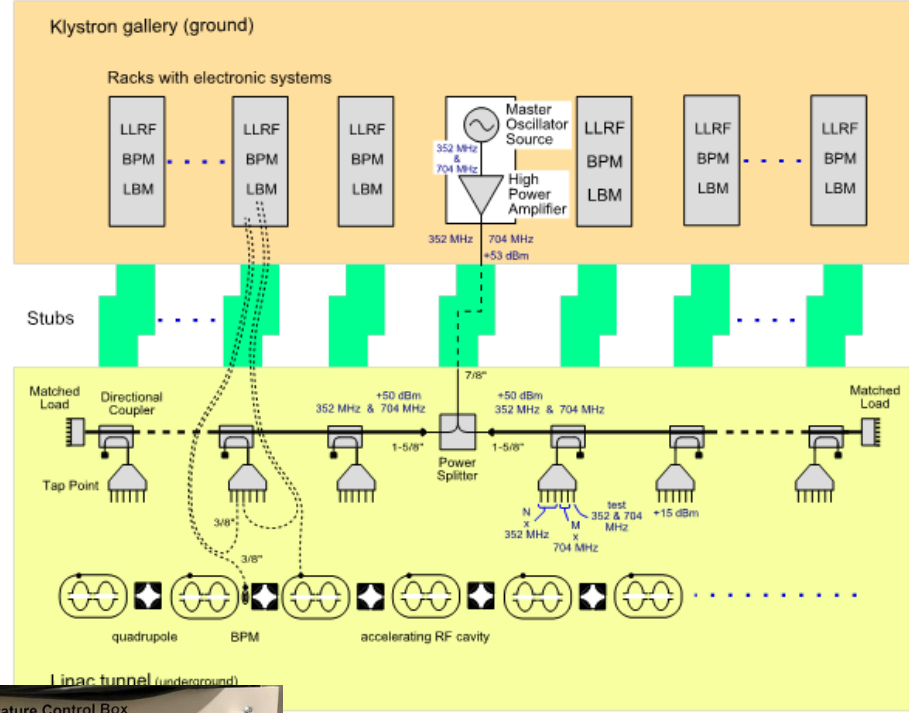 Klystron gallery (ground)
Racks with electronic systems
LLRF
BPM
LBM
LLRF
BPM
LBM
LLRF
BPM
LBM
Master
Oscillator
Source
352 MHz
&
704 MHz
High
Power
Amplifier
LLRF
BPM
LBM
LLRF
BPM
LBM
LLRF
BPM
LBM
352 MHz 704 MHz
+53 dBm
Stubs
7/8"
Matched
Load
Directional
Coupler
+50 dBm
352 MHz & 704 MHz
+50 dBm
352 MHz & 704 MHz
Matched
Load
1-5/8"
1-5/8"
Power
Splitter
Tap Point
3/8"
3/8"
N
x
352 MHz
M
x
704 MHz
test
352 & 704
MHz
+15 dBm
quadrupole
BPM
accelerating RF cavity
Linac tunnel (underground)
ature Control Box